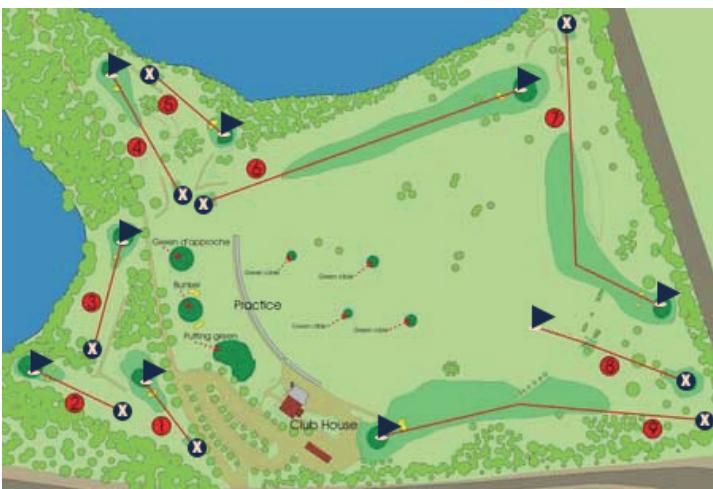 X
X
5
7
4
6
X
X
Green d'approche
Green cible
Green cible
3
Bunker
Practice
Green cible
Green cible
Putting green
X
8
X
2
X
1
Club House
X
9
X